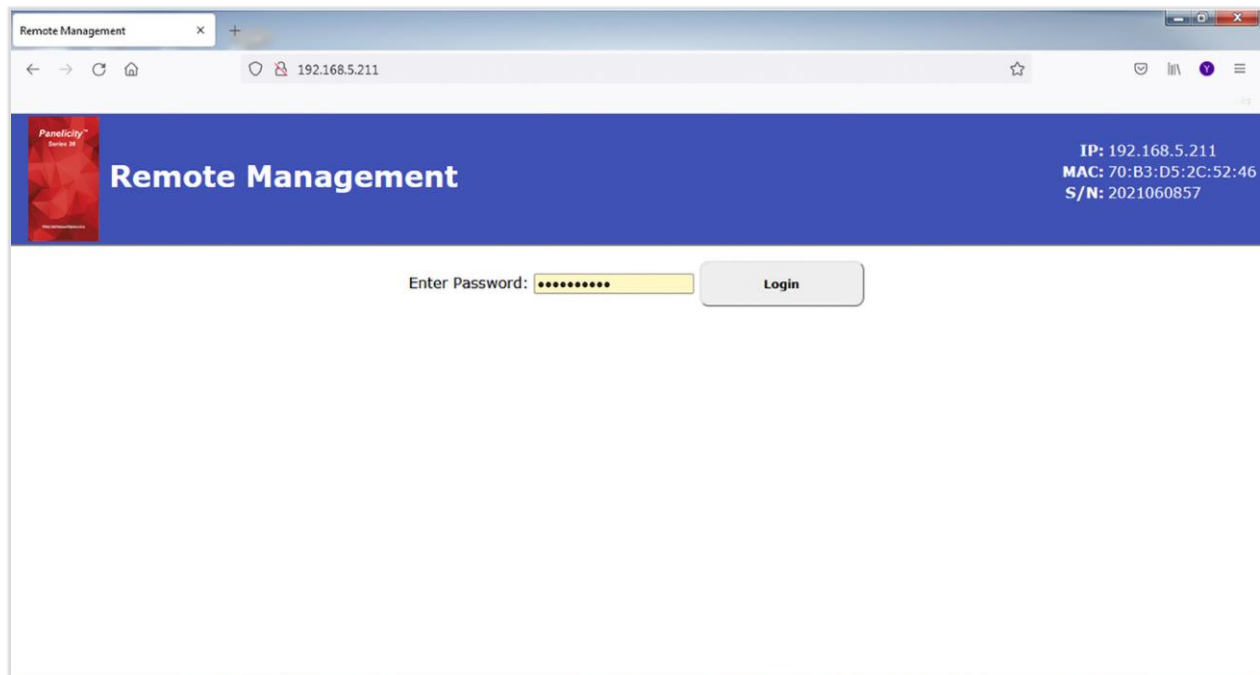 Remote Management
192.168.5.211
Y
Panelicity™
Remote Management
IP: 192.168.5.211
MAC: 70:B3:D5:2C:52:46
S/N: 2021060857
Enter Password: ••••••••••
Login